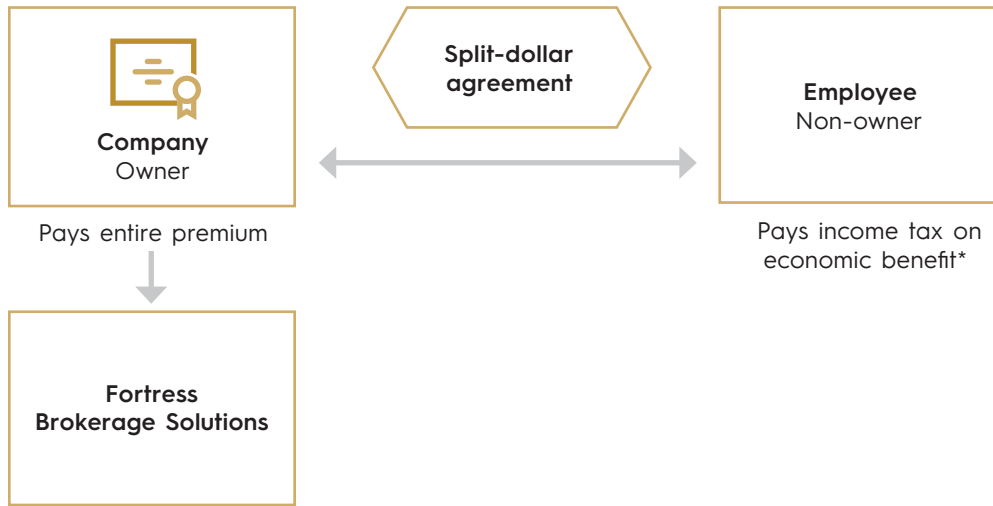 Split-dollar
agreement
Company
Owner
Employee
Non-owner
Pays entire premium
Pays income tax on
economic benefit*
Fortress
Brokerage Solutions